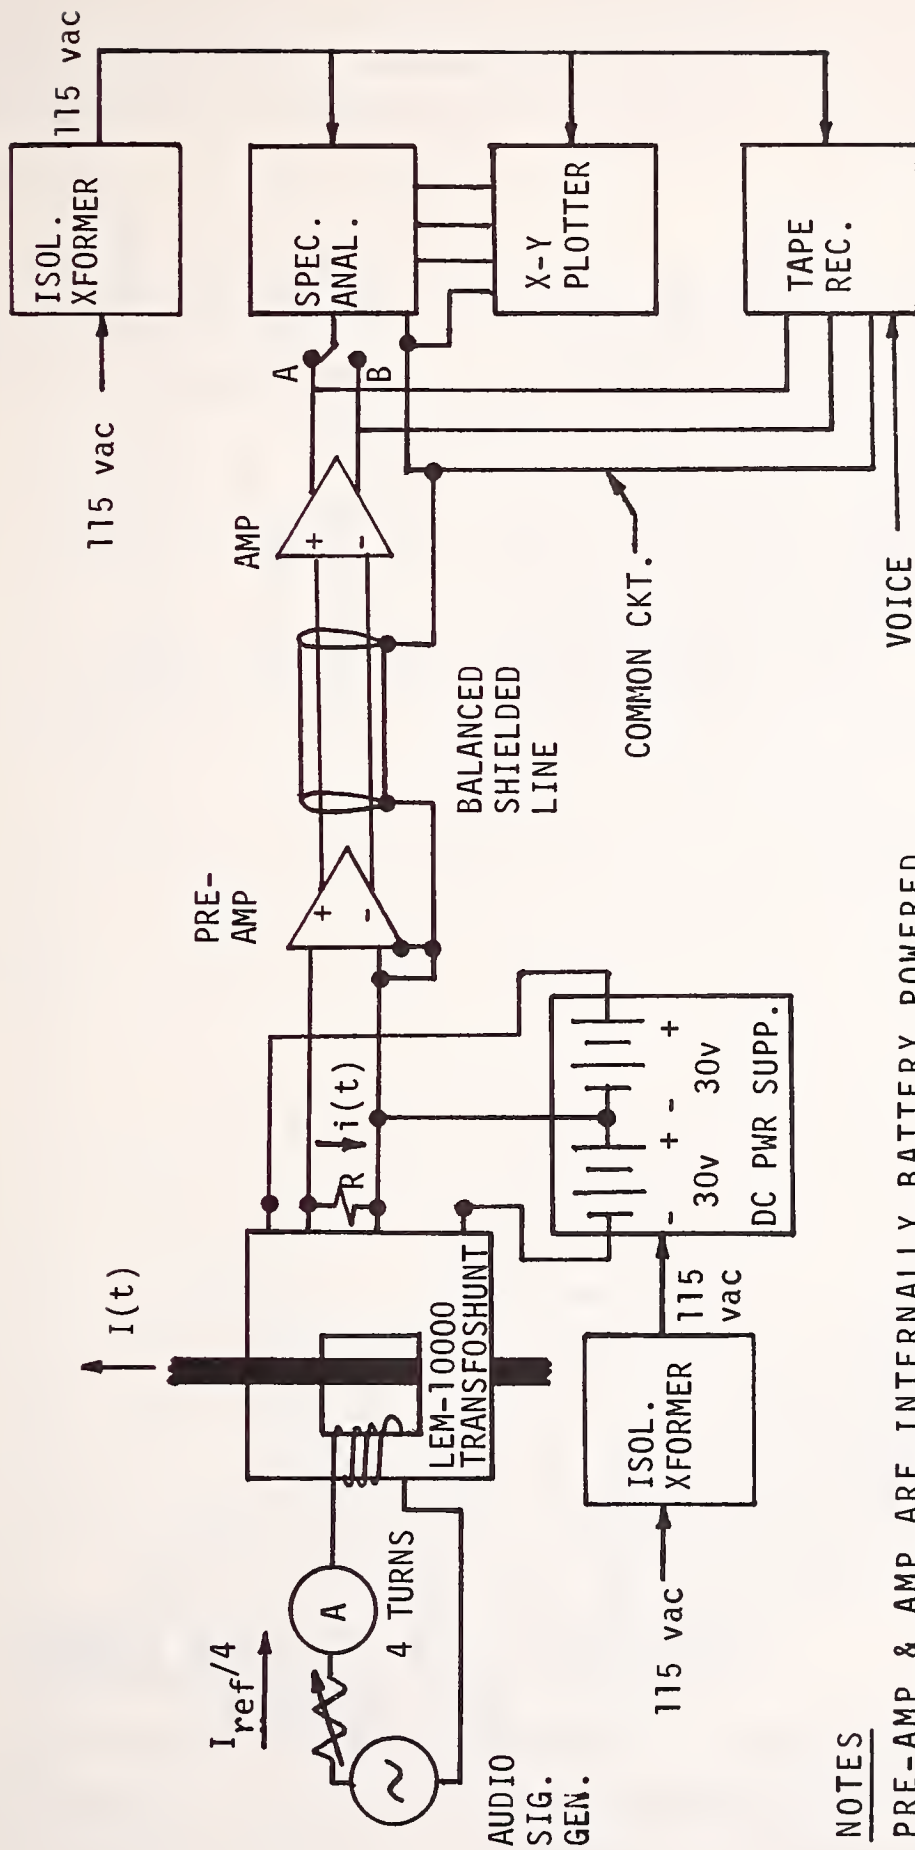 115 vac
ISOL.
XFORMER
115 vac
SPEC.
ANAL.
X-Y
PLOTTER
TAPE
REC.
A
B
AMP
+
-
PRE-
AMP
+
-
BALANCED
SHIELDED
LINE
COMMON CKT.
VOICE
I(t)
R
i(t)
LEM-10000
TRANSFOSHUNT
30v
30v
- + - +
DC PWR SUPP.
115
vac
ISOL.
XFORMER
115 vac
I ref/4
A
4 TURNS
AUDIO
SIG.
GEN.
NOTES
PRE-AMP & AMP ARE INTERNALLY BATTERY POWERED